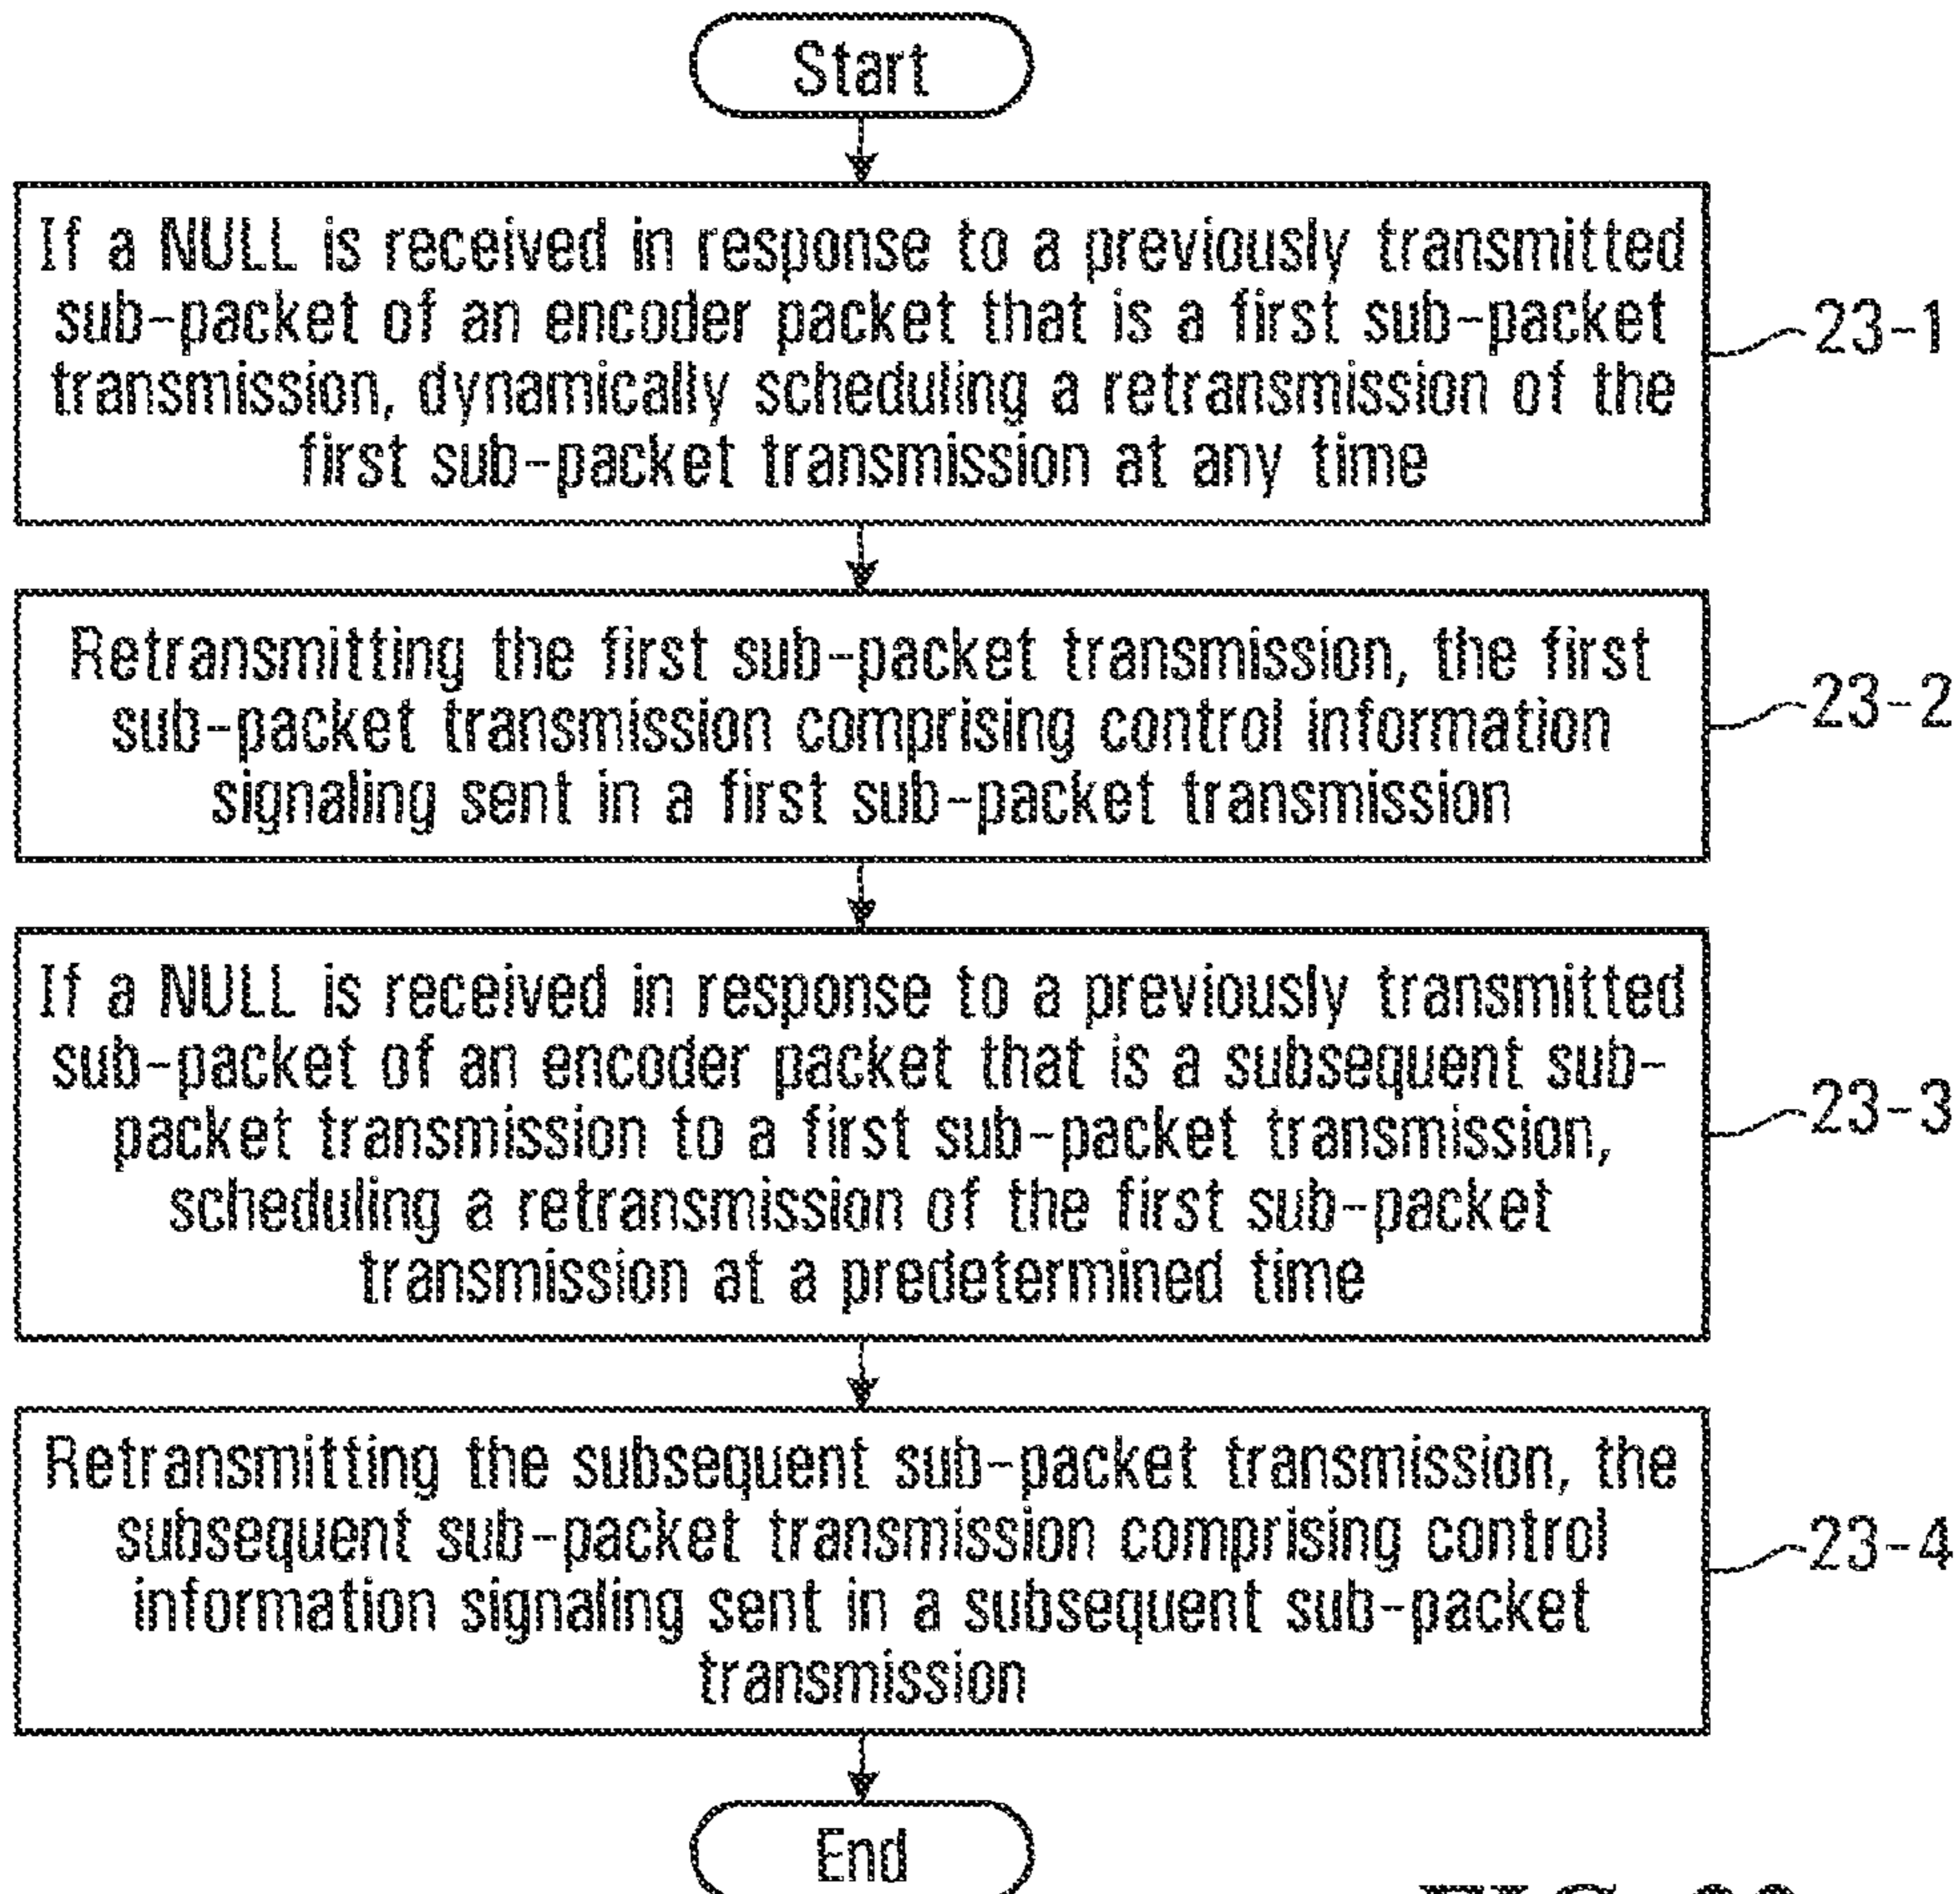 Start
If a NULL is received in response to a previously transmitted
sub-packet of an encoder packet that is a first sub-packet
transmission, dynamically scheduling a retransmission of the
first sub-packet transmission at any time
23-1
Retransmitting the first sub-packet transmission, the first
sub-packet transmission comprising control information
signaling sent in a first sub-packet transmission
23-2
If a NULL is received in response to a previously transmitted
sub-packet of an encoder packet that is a subsequent sub-
packet transmission to a first sub-packet transmission,
scheduling a retransmission of the first sub-packet
transmission at a predetermined time
23-3
Retransmitting the subsequent sub-packet transmission, the
subsequent sub-packet transmission comprising control
information signaling sent in a subsequent sub-packet
transmission
23-4
End